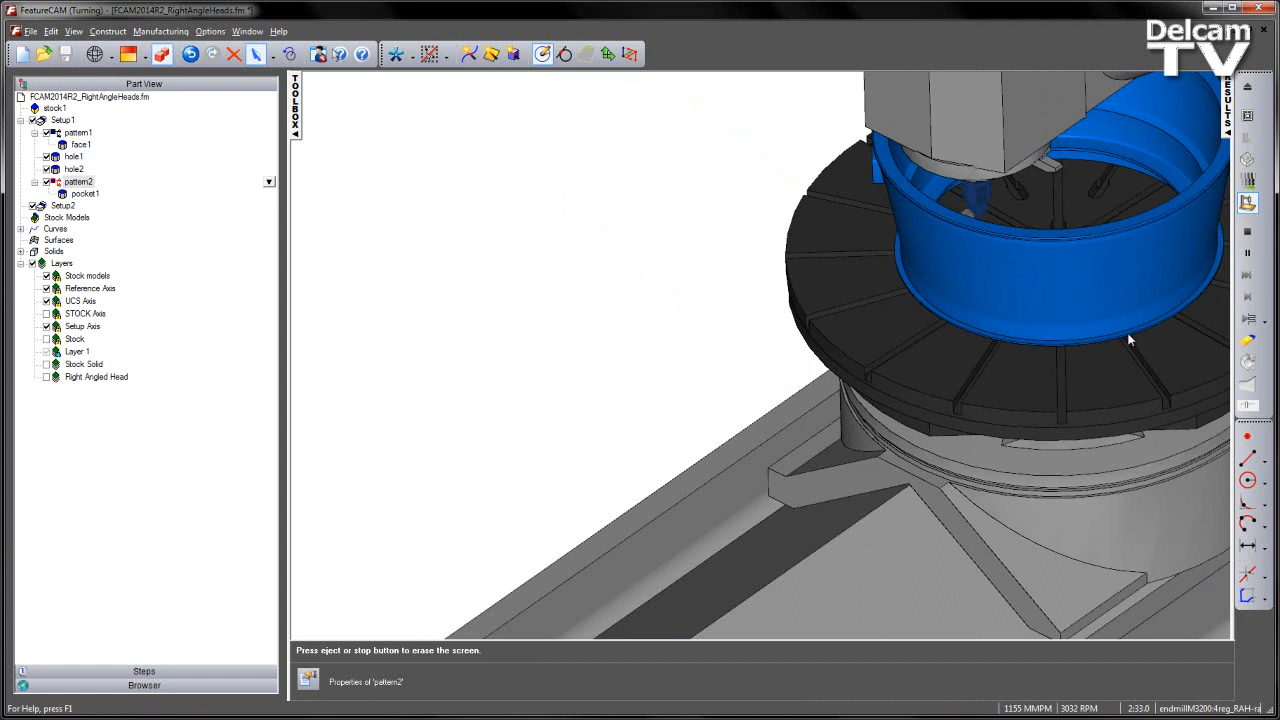 FeatureCAM (Turning) - [FCAM2014R2_RightAngleHeads.fm *]
File Edit View Construct Manufacturing Options Window Help
Delcam
TV
Part View
FCAM2014R2_RightAngleHeads.fm
stock1
Setup1
pattern1
face1
hole1
hole2
pattern2
pocket1
Setup2
Stock Models
Curves
Surfaces
Solids
Layers
Stock models
Reference Axis
UCS Axis
STOCK Axis
Setup Axis
Stock
Layer 1
Stock Solid
Right Angled Head
Steps
Browser
TOOLBOX
RESULTS
Press eject or stop button to erase the screen.
Properties of 'pattern2'
For Help, press F1
1155 MMPM 3032 RPM 2:33.0 endmillM3200:4reg_RAH-ra